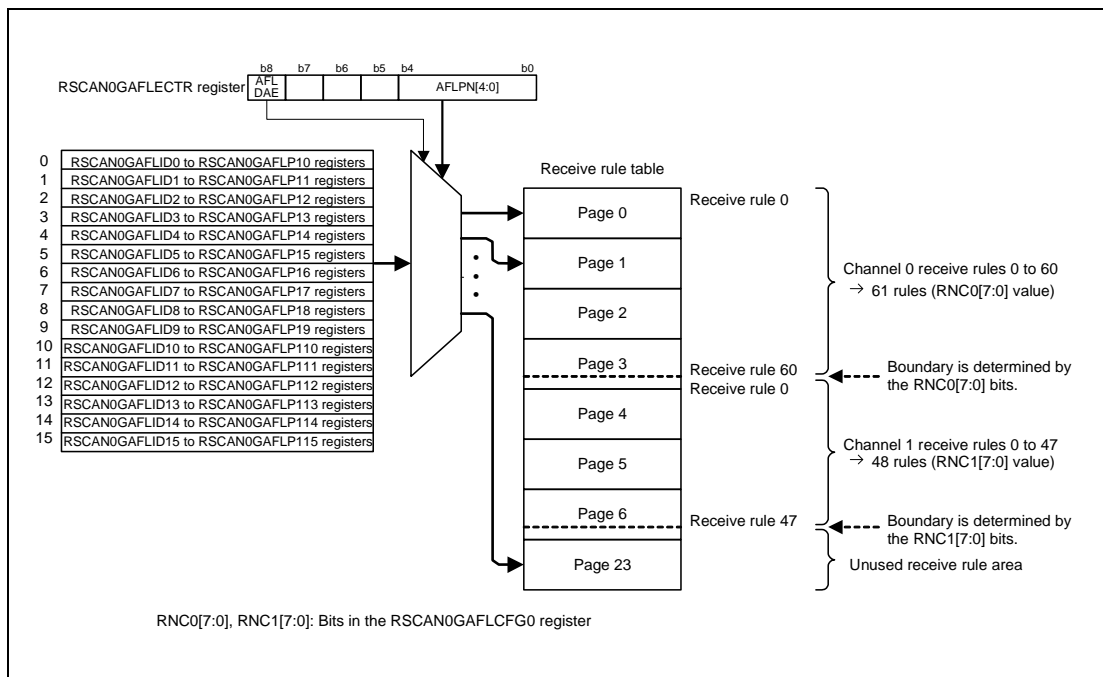 b8 b7 b6 b5 b4 b0
RSCAN0GAFLECTR register
AFL
DAE
AFLPN[4:0]
0 RSCAN0GAFLID0 to RSCAN0GAFLP10 registers
1 RSCAN0GAFLID1 to RSCAN0GAFLP11 registers
2 RSCAN0GAFLID2 to RSCAN0GAFLP12 registers
3 RSCAN0GAFLID3 to RSCAN0GAFLP13 registers
4 RSCAN0GAFLID4 to RSCAN0GAFLP14 registers
5 RSCAN0GAFLID5 to RSCAN0GAFLP15 registers
6 RSCAN0GAFLID6 to RSCAN0GAFLP16 registers
7 RSCAN0GAFLID7 to RSCAN0GAFLP17 registers
8 RSCAN0GAFLID8 to RSCAN0GAFLP18 registers
9 RSCAN0GAFLID9 to RSCAN0GAFLP19 registers
10 RSCAN0GAFLID10 to RSCAN0GAFLP110 registers
11 RSCAN0GAFLID11 to RSCAN0GAFLP111 registers
12 RSCAN0GAFLID12 to RSCAN0GAFLP112 registers
13 RSCAN0GAFLID13 to RSCAN0GAFLP113 registers
14 RSCAN0GAFLID14 to RSCAN0GAFLP114 registers
15 RSCAN0GAFLID15 to RSCAN0GAFLP115 registers
Receive rule table
Page 0
Page 1
Page 2
Page 3
Page 4
Page 5
Page 6
Page 23
Receive rule 0
Receive rule 60
Receive rule 0
Receive rule 47
Channel 0 receive rules 0 to 60
→ 61 rules (RNC0[7:0] value)
Boundary is determined by
the RNC0[7:0] bits.
Channel 1 receive rules 0 to 47
→ 48 rules (RNC1[7:0] value)
Boundary is determined by
the RNC1[7:0] bits.
Unused receive rule area
RNC0[7:0], RNC1[7:0]: Bits in the RSCAN0GAFLCFG0 register